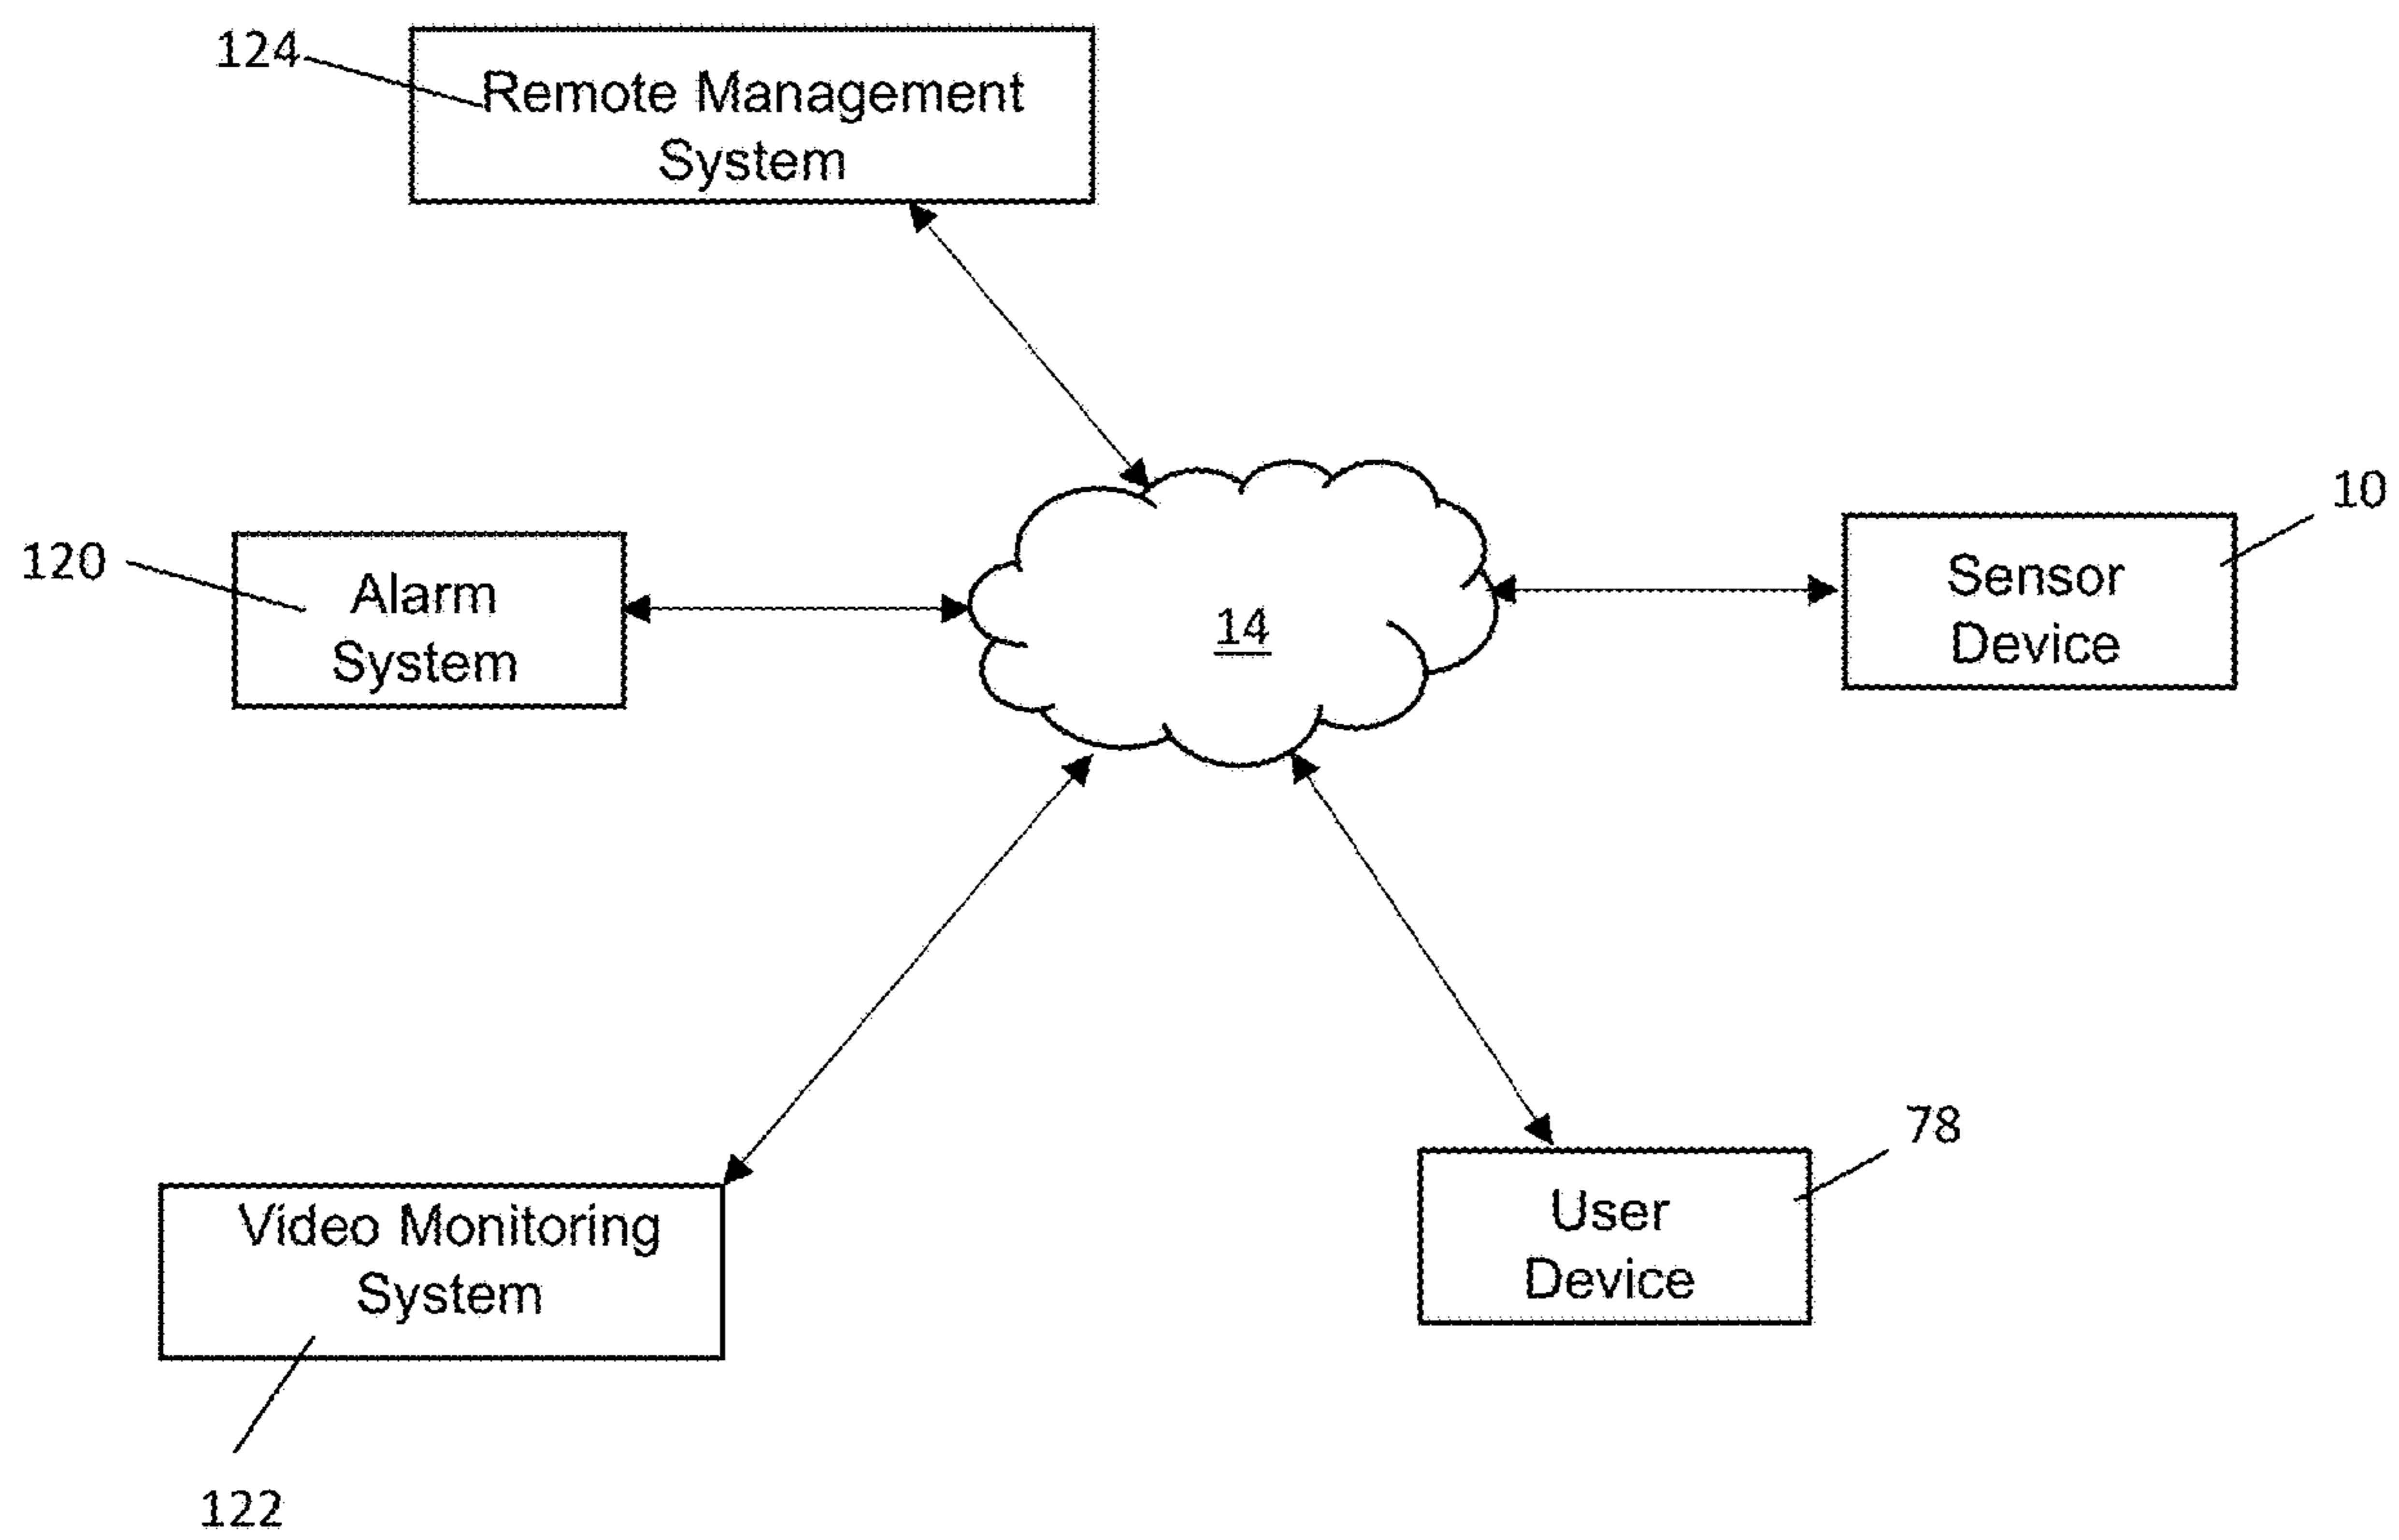 124
Remote Management
System
10
120
Alarm
System
14
Sensor
Device
78
User
Device
Video Monitoring
System
122